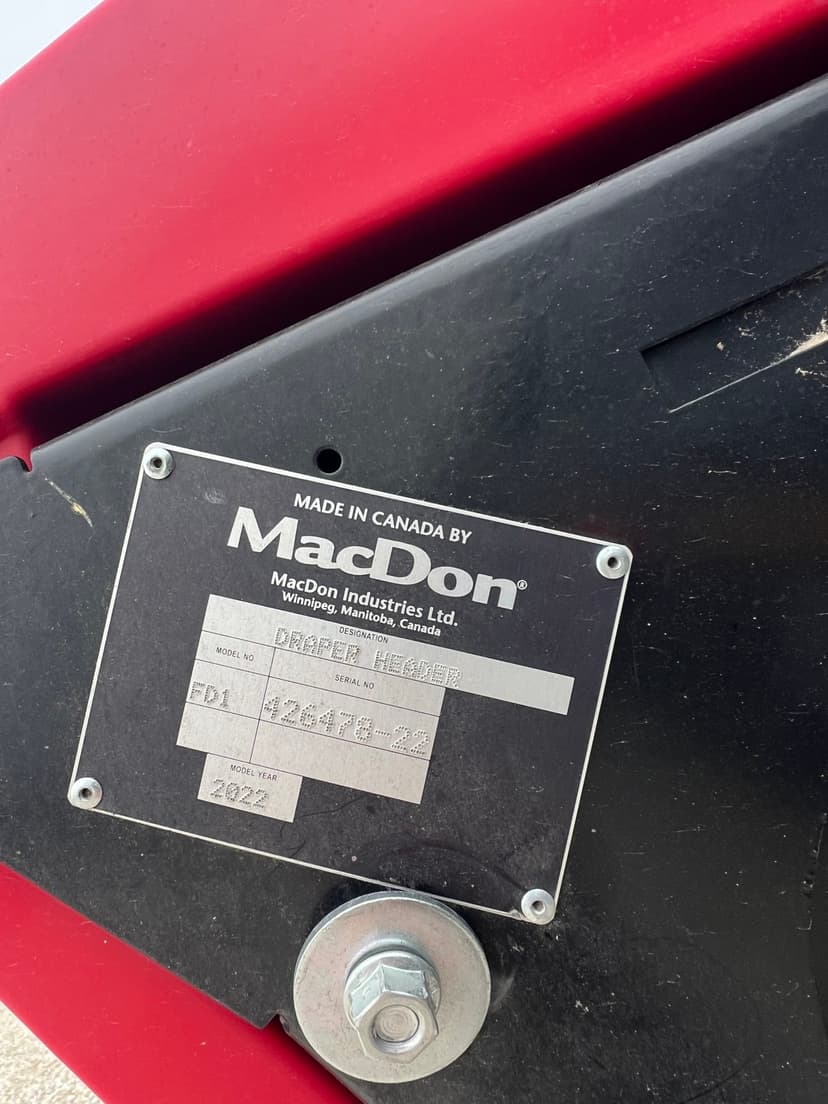 MADE IN CANADA BY
MacDon®
MacDon Industries Ltd.
Winnipeg, Manitoba, Canada
DESIGNATION
DRAPER HEADER
MODEL NO
SERIAL NO
FD1
426478-22
MODEL YEAR
2022